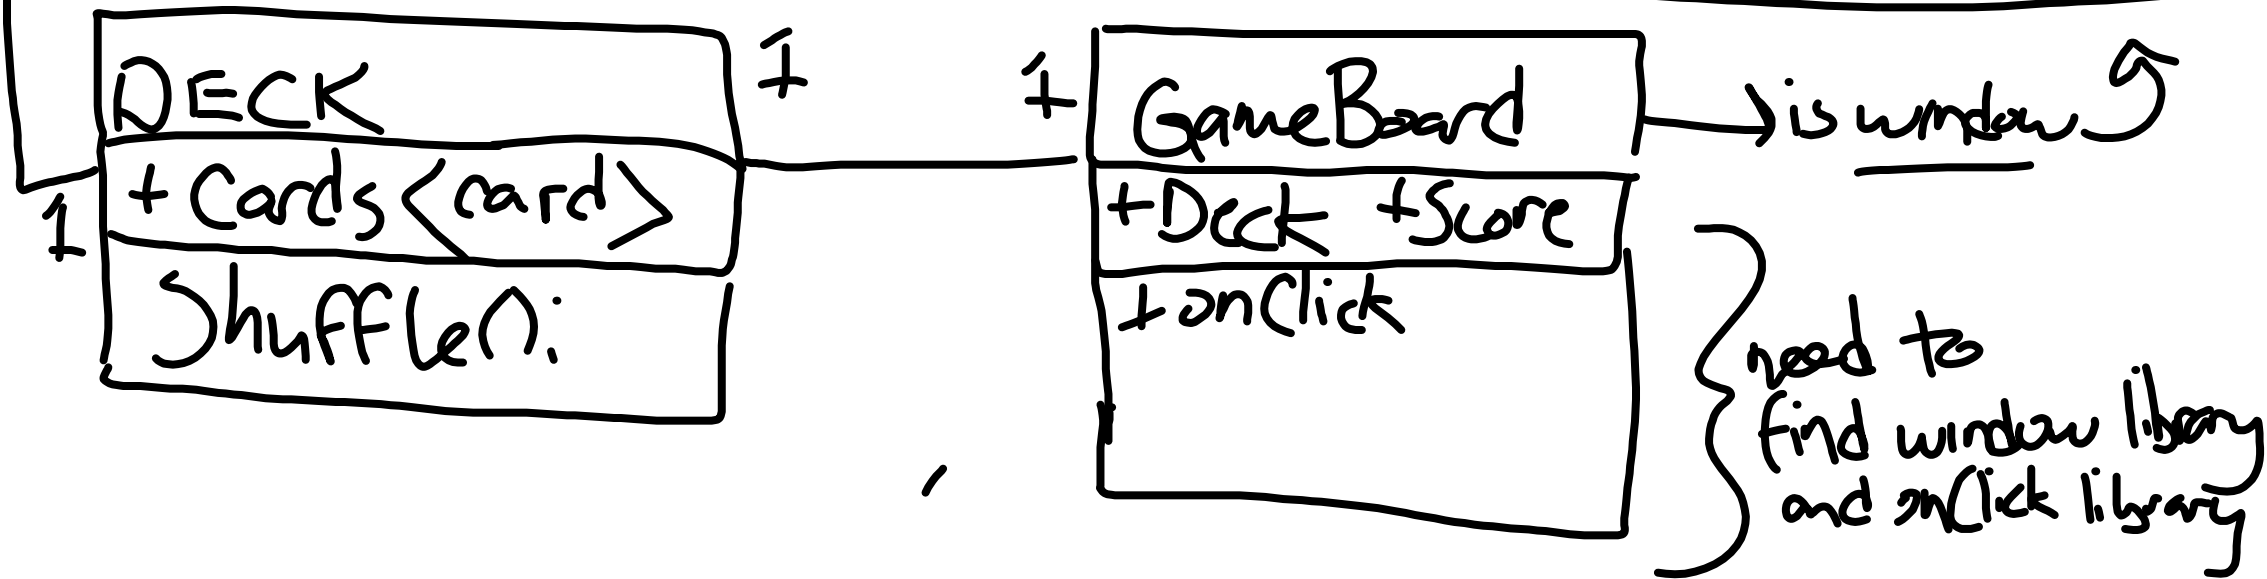 DECK
+ Cards <card>
Shuffle();
1
1
1
GameBoard
+Deck +Score
+onClick
is window
need to
find window library
and onClick library